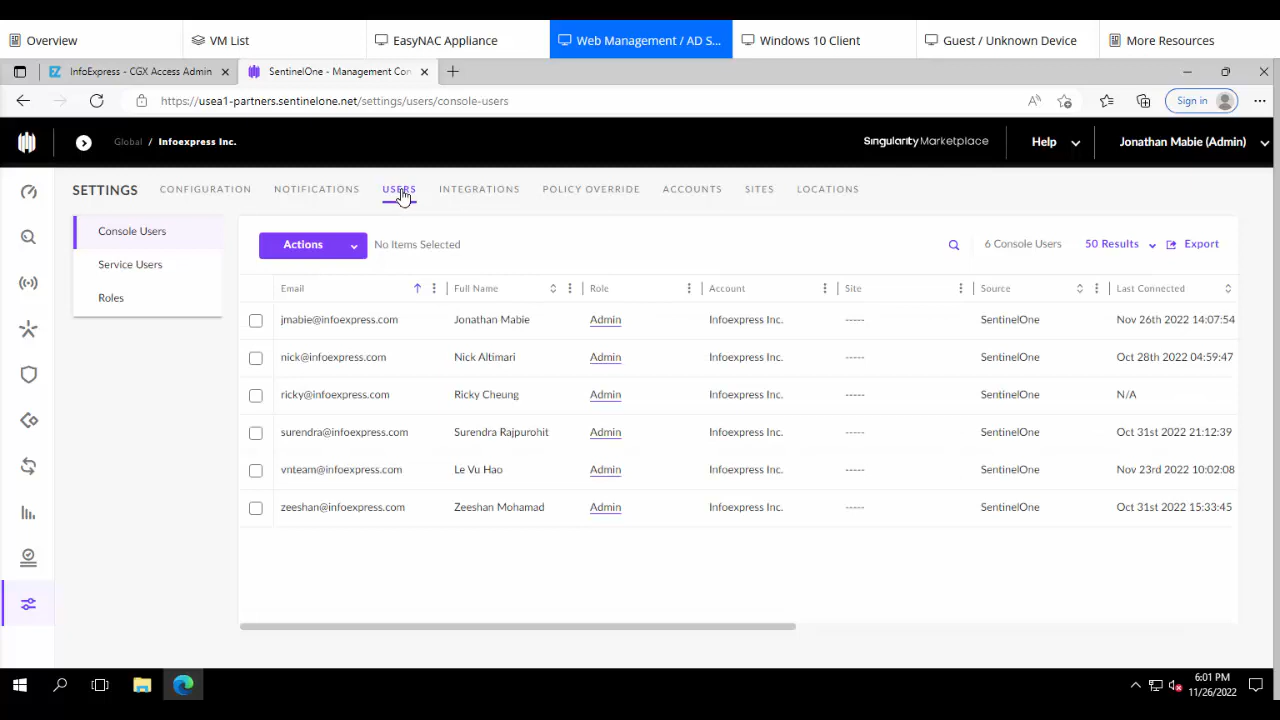 Overview VM List EasyNAC Appliance Web Management / AD S... Windows 10 Client Guest / Unknown Device More Resources
InfoExpress - CGX Access Admin SentinelOne - Management Con
https://usea1-partners.sentinelone.net/settings/users/console-users Sign in
Global / Infoexpress Inc. Singularity Marketplace Help Jonathan Mabie (Admin)
SETTINGS CONFIGURATION NOTIFICATIONS USERS INTEGRATIONS POLICY OVERRIDE ACCOUNTS SITES LOCATIONS
Console Users
Service Users
Roles
Actions No Items Selected 6 Console Users 50 Results Export
Email Full Name Role Account Site Source Last Connected
jmabie@infoexpress.com Jonathan Mabie Admin Infoexpress Inc. ----- SentinelOne Nov 26th 2022 14:07:54
nick@infoexpress.com Nick Altimari Admin Infoexpress Inc. ----- SentinelOne Oct 28th 2022 04:59:47
ricky@infoexpress.com Ricky Cheung Admin Infoexpress Inc. ----- SentinelOne N/A
surendra@infoexpress.com Surendra Rajpurohit Admin Infoexpress Inc. ----- SentinelOne Oct 31st 2022 21:12:39
vnteam@infoexpress.com Le Vu Hao Admin Infoexpress Inc. ----- SentinelOne Nov 23rd 2022 10:02:08
zeeshan@infoexpress.com Zeeshan Mohamad Admin Infoexpress Inc. ----- SentinelOne Oct 31st 2022 15:33:45
6:01 PM
11/26/2022